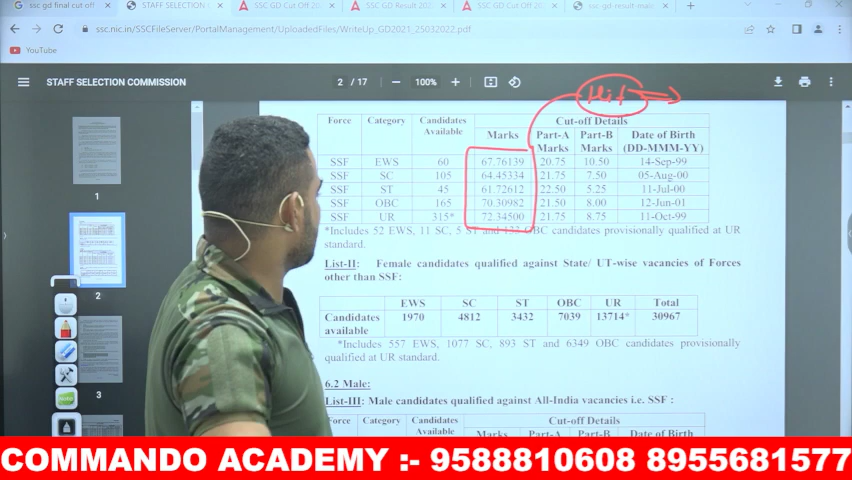 ssc gd final cut off
STAFF SELECTION
SSC GD Cut Off 202
SSC GD Result 202
SSC GD Cut Off 20
ssc-gd-result-main
ssc.nic.in/SSCFileServer/PortalManagement/UploadedFiles/WriteUp_GD2021_25032022.pdf
YouTube
STAFF SELECTION COMMISSION
2 / 17
100%
Force Category Candidates Available Cut-off Details
Marks Part-A Marks Part-B Marks Date of Birth (DD-MMM-YY)
SSF EWS 60 67.76139 20.75 10.50 14-Sep-99
SSF SC 105 64.45334 21.75 7.50 05-Aug-00
SSF ST 45 61.72612 22.50 5.25 11-Jul-00
SSF OBC 165 70.30982 21.50 8.00 12-Jun-01
SSF UR 315* 72.34500 21.75 8.75 11-Oct-99
*Includes 52 EWS, 11 SC, 5 ST and 122 OBC candidates provisionally qualified at UR
standard.
List-II: Female candidates qualified against State/ UT-wise vacancies of Forces
other than SSF:
EWS SC ST OBC UR Total
Candidates available 1970 4812 3432 7039 13714* 30967
*Includes 557 EWS, 1077 SC, 893 ST and 6349 OBC candidates provisionally
qualified at UR standard.
6.2 Male:
List-III: Male candidates qualified against All-India vacancies i.e. SSF :
Force Category Candidates Available Cut-off Details
Marks Part-A Part-B Date of Birth
1
2
3
COMMANDO ACADEMY :- 9588810608 8955681577